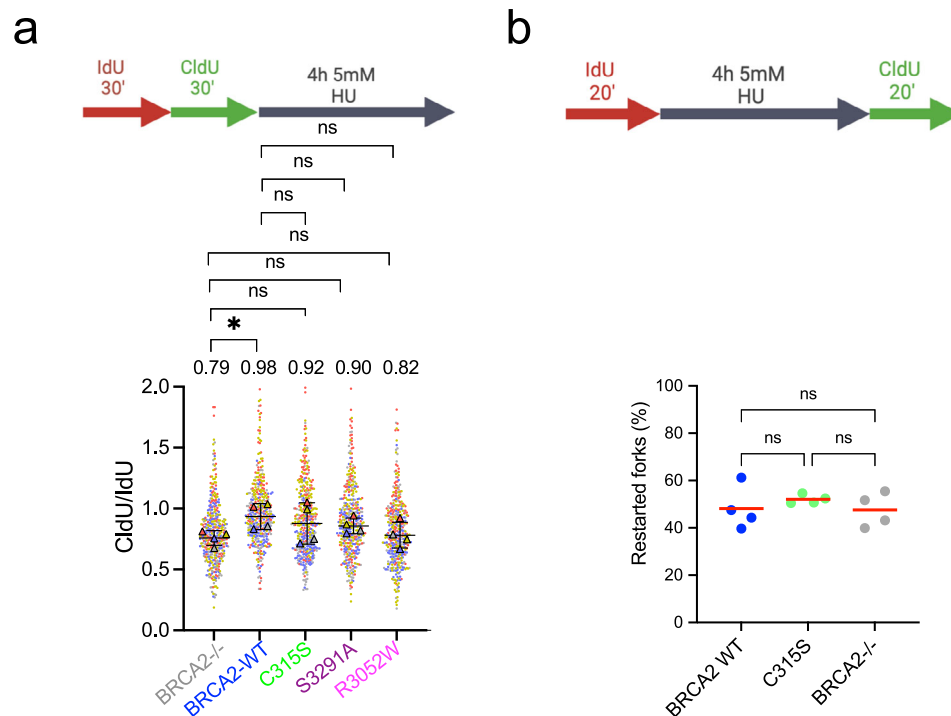 a
IdU
30'
CldU
30'
4h 5mM
HU
ns
ns
ns
ns
ns
ns
*
0.79 0.98 0.92 0.90 0.82
2.0
1.5
1.0
0.5
0.0
CldU/IdU
BRCA2-/-
BRCA2-WT
C315S
S3291A
R3052W
b
IdU
20'
4h 5mM
HU
CldU
20'
100
80
60
40
20
0
Restarted forks (%)
ns
ns
ns
BRCA2 WT
C315S
BRCA2-/-